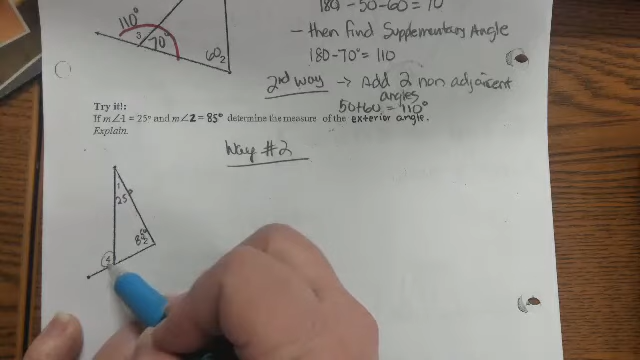 180 - 50 - 60 = 70
- then find Supplementary Angle
110°
3 70°
60 2
180 - 70° = 110
2nd way → Add 2 non adjacent angles
50 + 60 = 110°
Try it!:
If m∠1 = 25° and m∠2 = 85° determine the measure of the exterior angle.
Explain.
Way #2
1
25°
85°
2
4